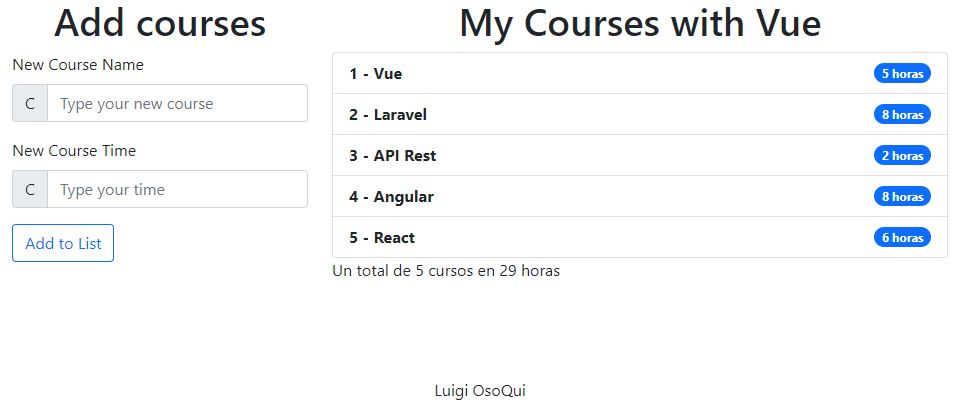 Add courses
New Course Name
C Type your new course
New Course Time
C Type your time
Add to List
My Courses with Vue
1 - Vue 5 horas
2 - Laravel 8 horas
3 - API Rest 2 horas
4 - Angular 8 horas
5 - React 6 horas
Un total de 5 cursos en 29 horas
Luigi OsoQui